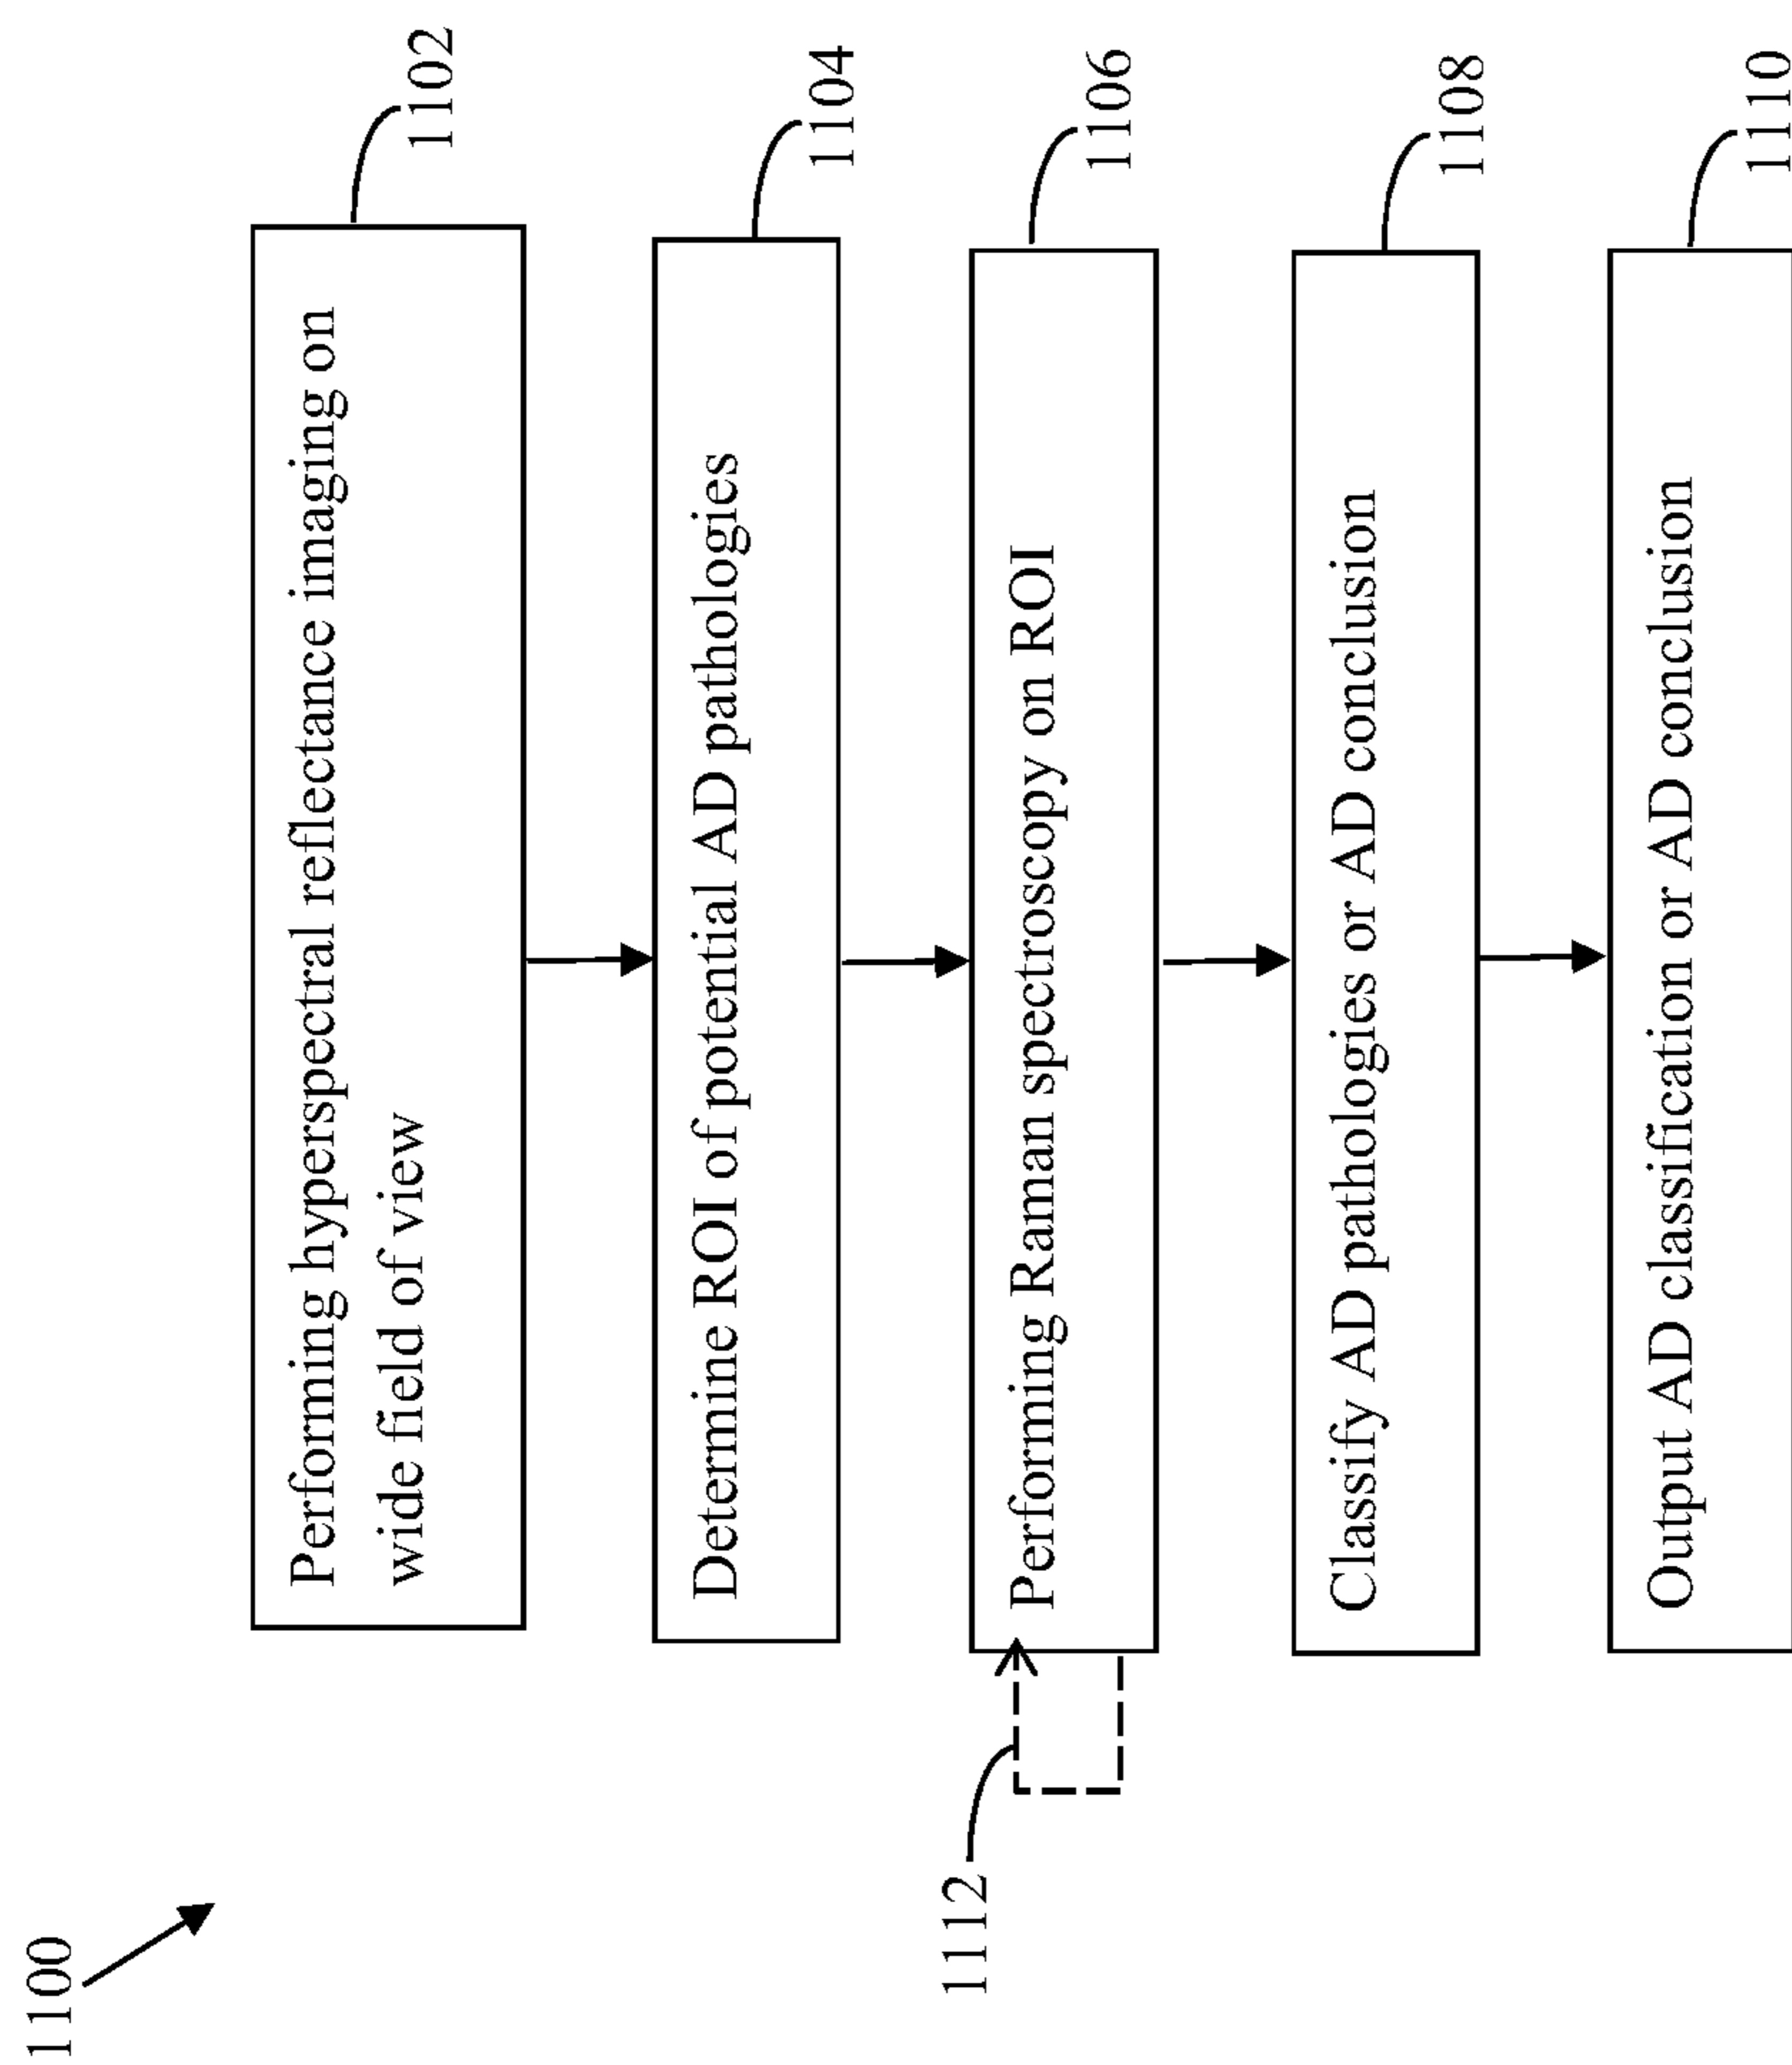 1100
Performing hyperspectral reflectance imaging on
wide field of view
1102
Determine ROI of potential AD pathologies
1104
Performing Raman spectroscopy on ROI
1106
1112
Classify AD pathologies or AD conclusion
1108
Output AD classification or AD conclusion
1110